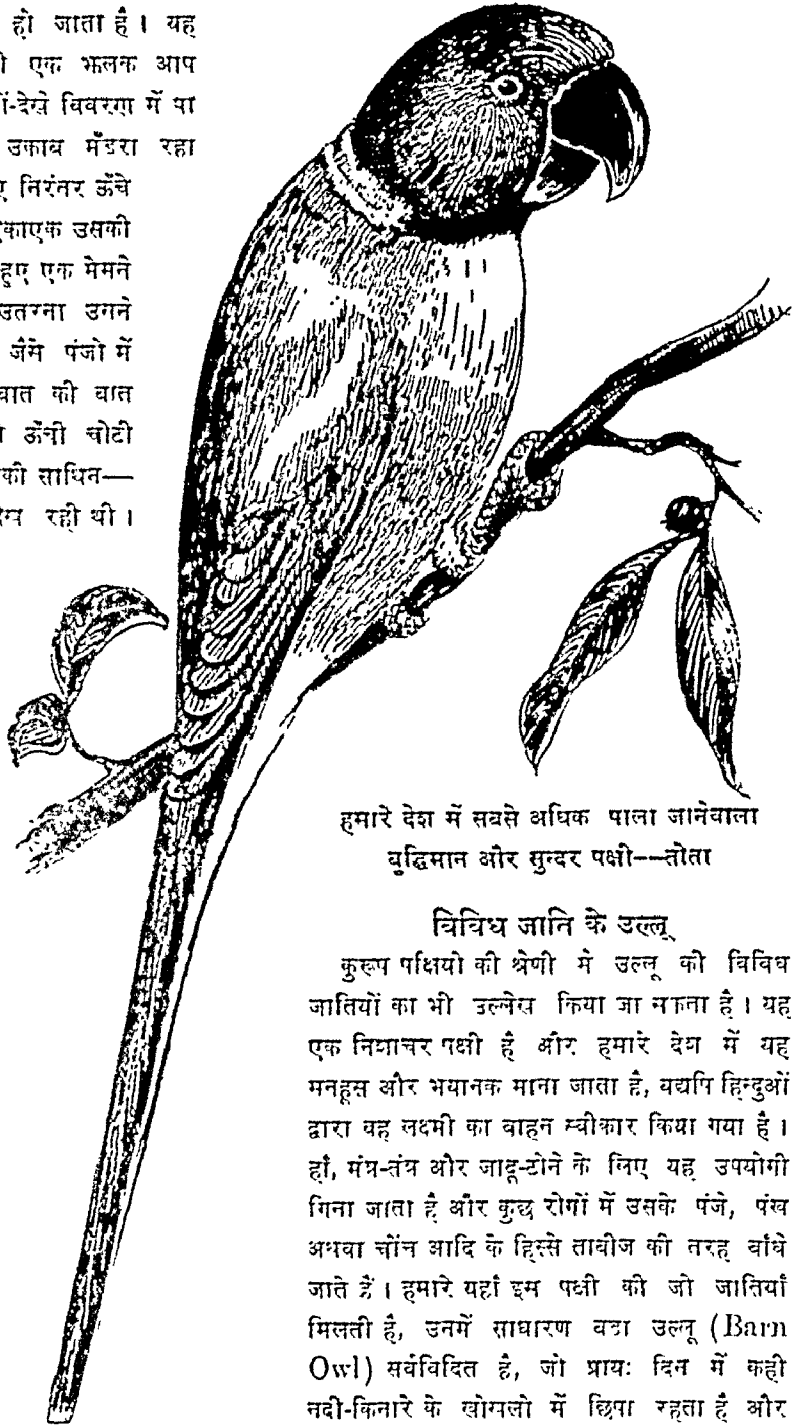 हो जाता है। यह
एक झलक आप
-देखे विवरण में पा
उकाब मँडरा रहा
निरंतर ऊँचे
एकाएक उसकी
हुए एक मेमने
उतरना उसने
जैसे पंजो में
बात की बात
ऊँची चोटी
की साथिन—
देख रही थी।
हमारे देश में सबसे अधिक पाला जानेवाला
बुद्धिमान और सुन्दर पक्षी--तोता
विविध जाति के उल्लू
कुरूप पक्षियो की श्रेणी मे उल्लू की विविध
जातियों का भी उल्लेख किया जा सकता है। यह
एक निशाचर पक्षी है और हमारे देश में यह
मनहूस और भयानक माना जाता है, यद्यपि हिन्दुओं
द्वारा वह लक्ष्मी का वाहन स्वीकार किया गया है।
हाँ, मंत्र-तंत्र और जादू-टोने के लिए यह उपयोगी
गिना जाता है और कुछ रोगों में उसके पंजे, पंख
अथवा चोंच आदि के हिस्से ताबीज की तरह बांधे
जाते हैं। हमारे यहाँ इस पक्षी की जो जातियाँ
मिलती है, उनमें साधारण बड़ा उल्लू (Barn
Owl) सर्वविदित है, जो प्राय: दिन में कही
नदी-किनारे के खोखलो में छिपा रहता है और